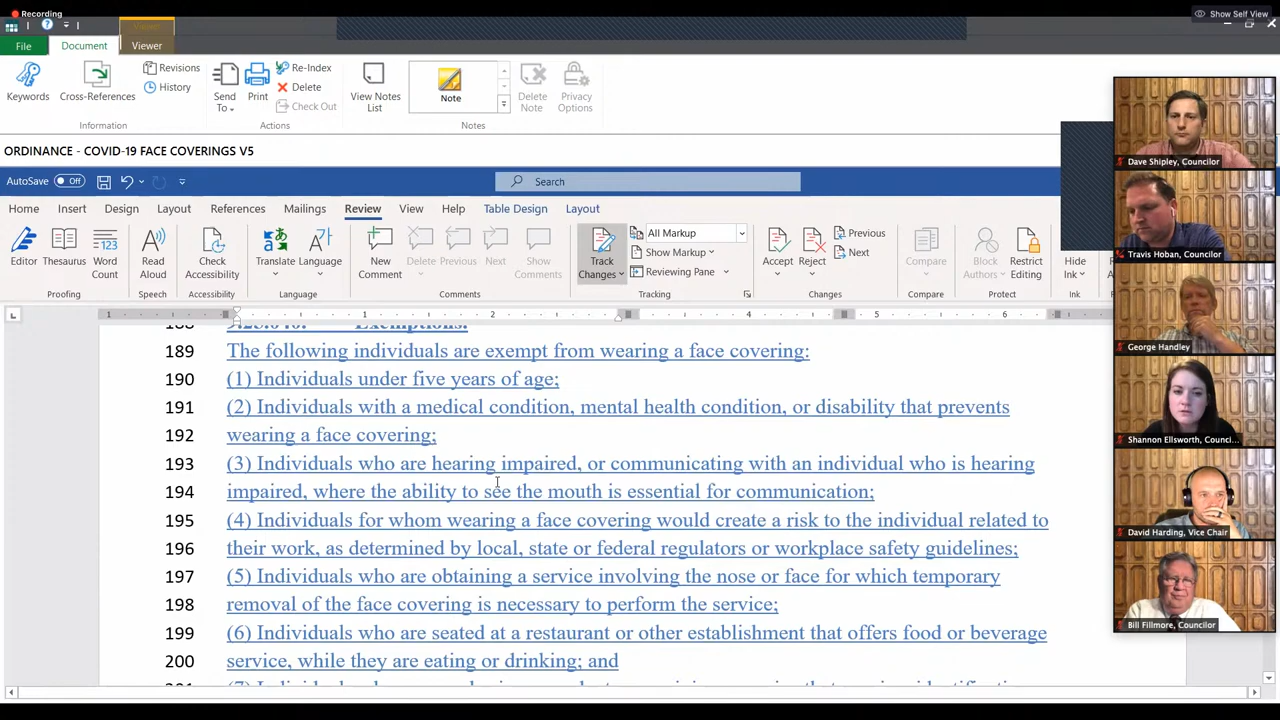 Recording
Show Self View
Viewer
File
Document
Viewer
Keywords
Cross-References
Revisions
History
Information
Send To
Print
Re-Index
Delete
Check Out
Actions
View Notes List
Note
Delete Note
Privacy Options
Notes
ORDINANCE - COVID-19 FACE COVERINGS V5
AutoSave Off
Search
Home Insert Design Layout References Mailings Review View Help Table Design Layout
Editor
Thesaurus
Word Count
Proofing
Read Aloud
Speech
Check Accessibility
Accessibility
Translate
Language
Language
New Comment
Delete
Previous
Next
Show Comments
Comments
Track Changes
All Markup
Show Markup
Reviewing Pane
Tracking
Accept
Reject
Previous
Next
Changes
Compare
Compare
Block Authors
Restrict Editing
Protect
Hide Ink
Ink
1 1 2 4 5 6
Exemptions.
189 The following individuals are exempt from wearing a face covering:
190 (1) Individuals under five years of age;
191 (2) Individuals with a medical condition, mental health condition, or disability that prevents
192 wearing a face covering;
193 (3) Individuals who are hearing impaired, or communicating with an individual who is hearing
194 impaired, where the ability to see the mouth is essential for communication;
195 (4) Individuals for whom wearing a face covering would create a risk to the individual related to
196 their work, as determined by local, state or federal regulators or workplace safety guidelines;
197 (5) Individuals who are obtaining a service involving the nose or face for which temporary
198 removal of the face covering is necessary to perform the service;
199 (6) Individuals who are seated at a restaurant or other establishment that offers food or beverage
200 service, while they are eating or drinking; and
Dave Shipley, Councilor
Travis Hoban, Councilor
George Handley
Shannon Ellsworth, Counci...
David Harding, Vice Chair
Bill Fillmore, Councilor